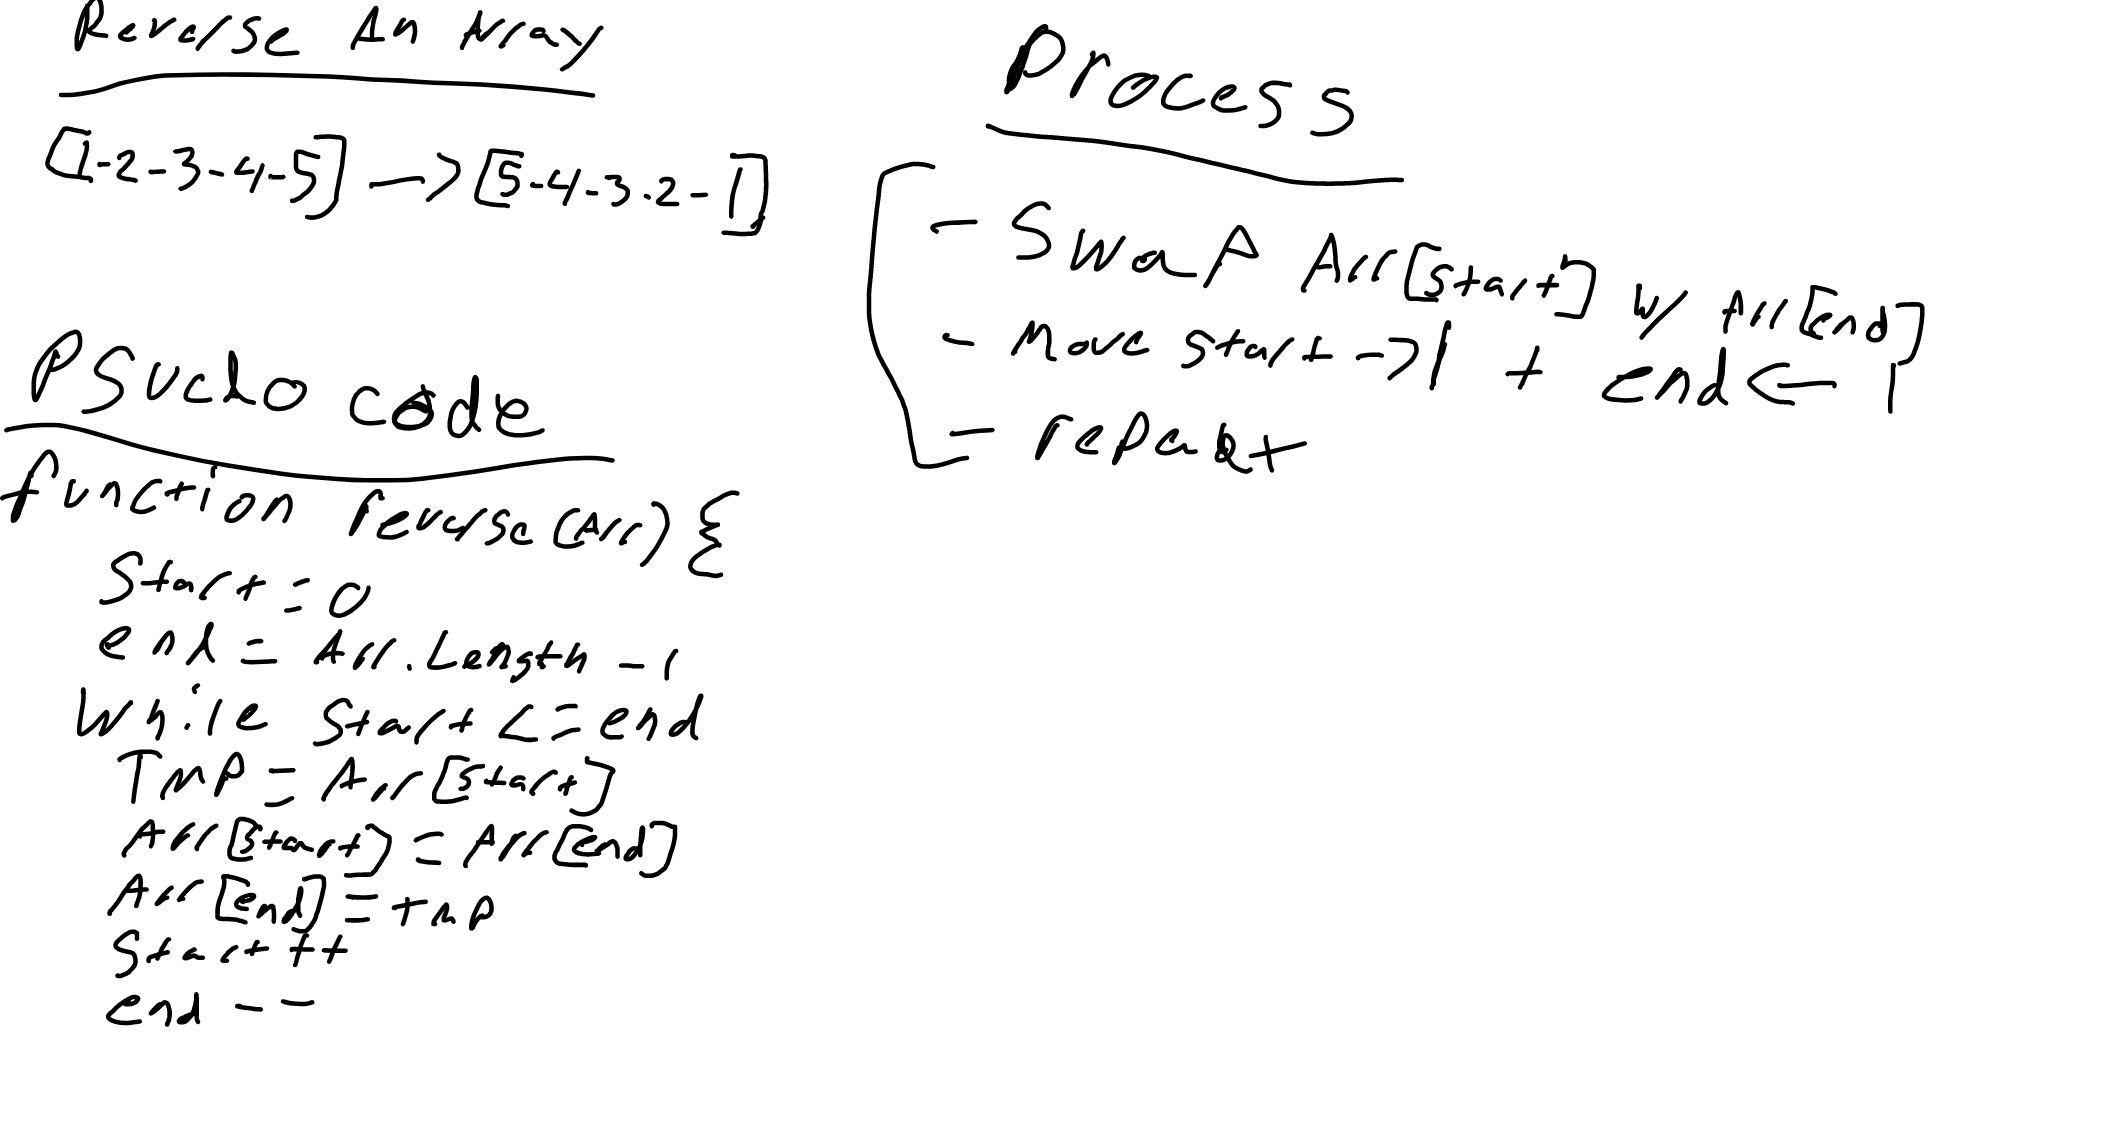 Reverse An Array
[1-2-3-4-5] -> [5-4-3-2-1]
Process
- Swap Arr[start] w/ Arr[end]
- Move start ->1 + end <- 1
- repeat
PSuedo code
function reverse(Arr) {
Start = 0
end = Arr.Length - 1
While Start <= end
TMP = Arr[start]
Arr[start] = Arr[end]
Arr[end] = tmp
Start ++
end --